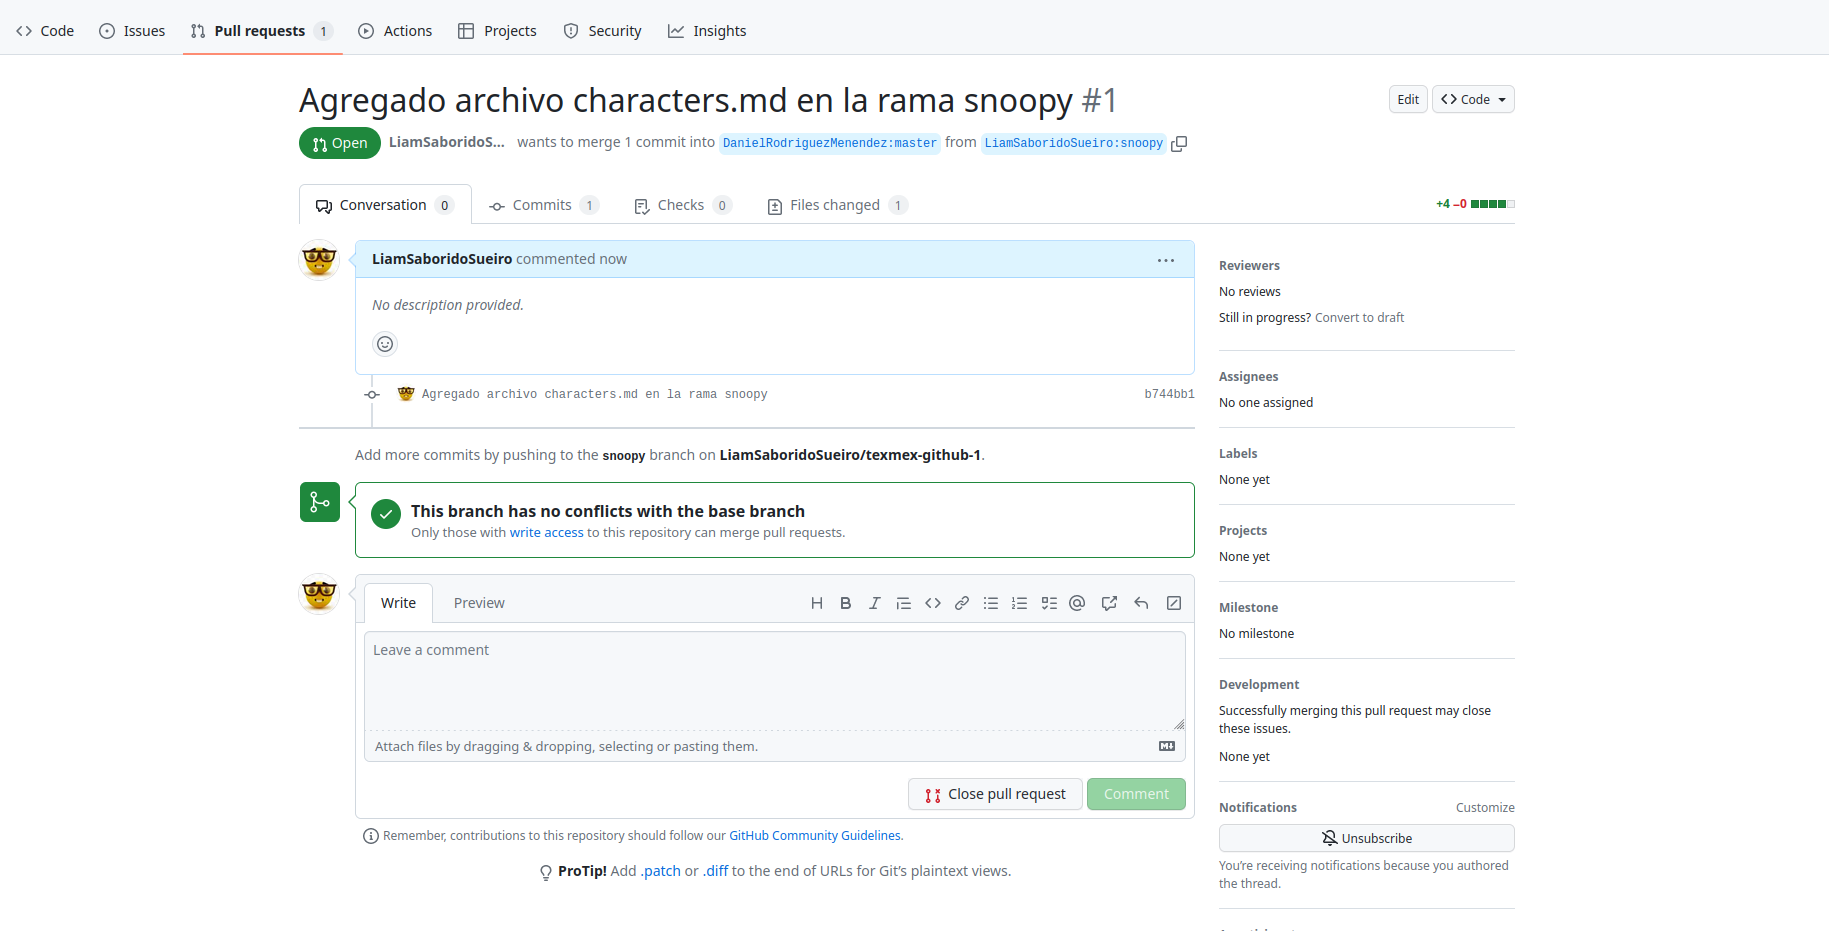 Code Issues Pull requests 1 Actions Projects Security Insights
Agregado archivo characters.md en la rama snoopy #1
Edit Code
Open LiamSaboridoS... wants to merge 1 commit into DanielRodriguezMenendez:master from LiamSaboridoSueiro:snoopy
Conversation 0 Commits 1 Checks 0 Files changed 1
+4 −0
LiamSaboridoSueiro commented now
No description provided.
Agregado archivo characters.md en la rama snoopy b744bb1
Add more commits by pushing to the snoopy branch on LiamSaboridoSueiro/texmex-github-1.
This branch has no conflicts with the base branch
Only those with write access to this repository can merge pull requests.
Write Preview
Leave a comment
Attach files by dragging & dropping, selecting or pasting them.
Close pull request Comment
Remember, contributions to this repository should follow our GitHub Community Guidelines.
ProTip! Add .patch or .diff to the end of URLs for Git's plaintext views.
Reviewers
No reviews
Still in progress? Convert to draft
Assignees
No one assigned
Labels
None yet
Projects
None yet
Milestone
No milestone
Development
Successfully merging this pull request may close
these issues.
None yet
Notifications Customize
Unsubscribe
You're receiving notifications because you authored
the thread.